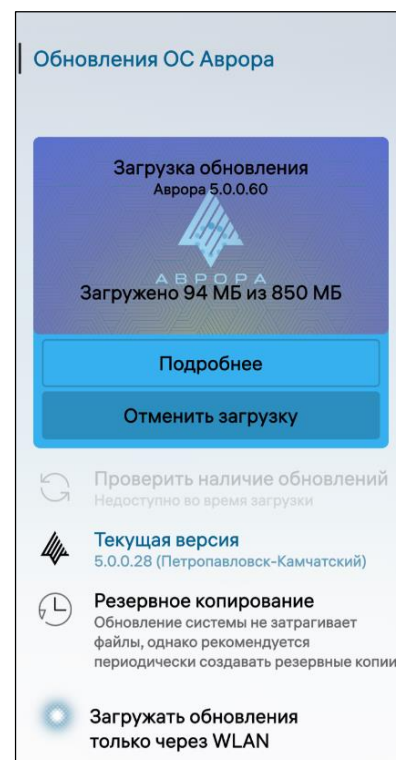 Обновления ОС Аврора
Загрузка обновления
Аврора 5.0.0.60
АВРОРА
Загружено 94 МБ из 850 МБ
Подробнее
Отменить загрузку
Проверить наличие обновлений
Недоступно во время загрузки
Текущая версия
5.0.0.28 (Петропавловск-Камчатский)
Резервное копирование
Обновление системы не затрагивает
файлы, однако рекомендуется
периодически создавать резервные копии
Загружать обновления
только через WLAN